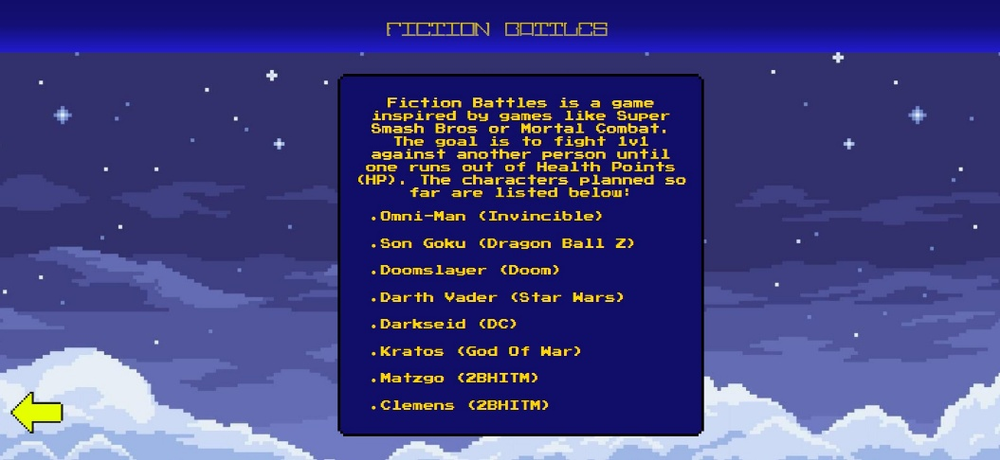 FICTION BATTLES
Fiction Battles is a game
inspired by games like Super
Smash Bros or Mortal Combat.
The goal is to fight 1v1
against another person until
one runs out of Health Points
(HP). The characters planned so
far are listed below:
.Omni-Man (Invincible)
.Son Goku (Dragon Ball Z)
.Doomslayer (Doom)
.Darth Vader (Star Wars)
.Darkseid (DC)
.Kratos (God Of War)
.Matzgo (2BHITM)
.Clemens (2BHITM)